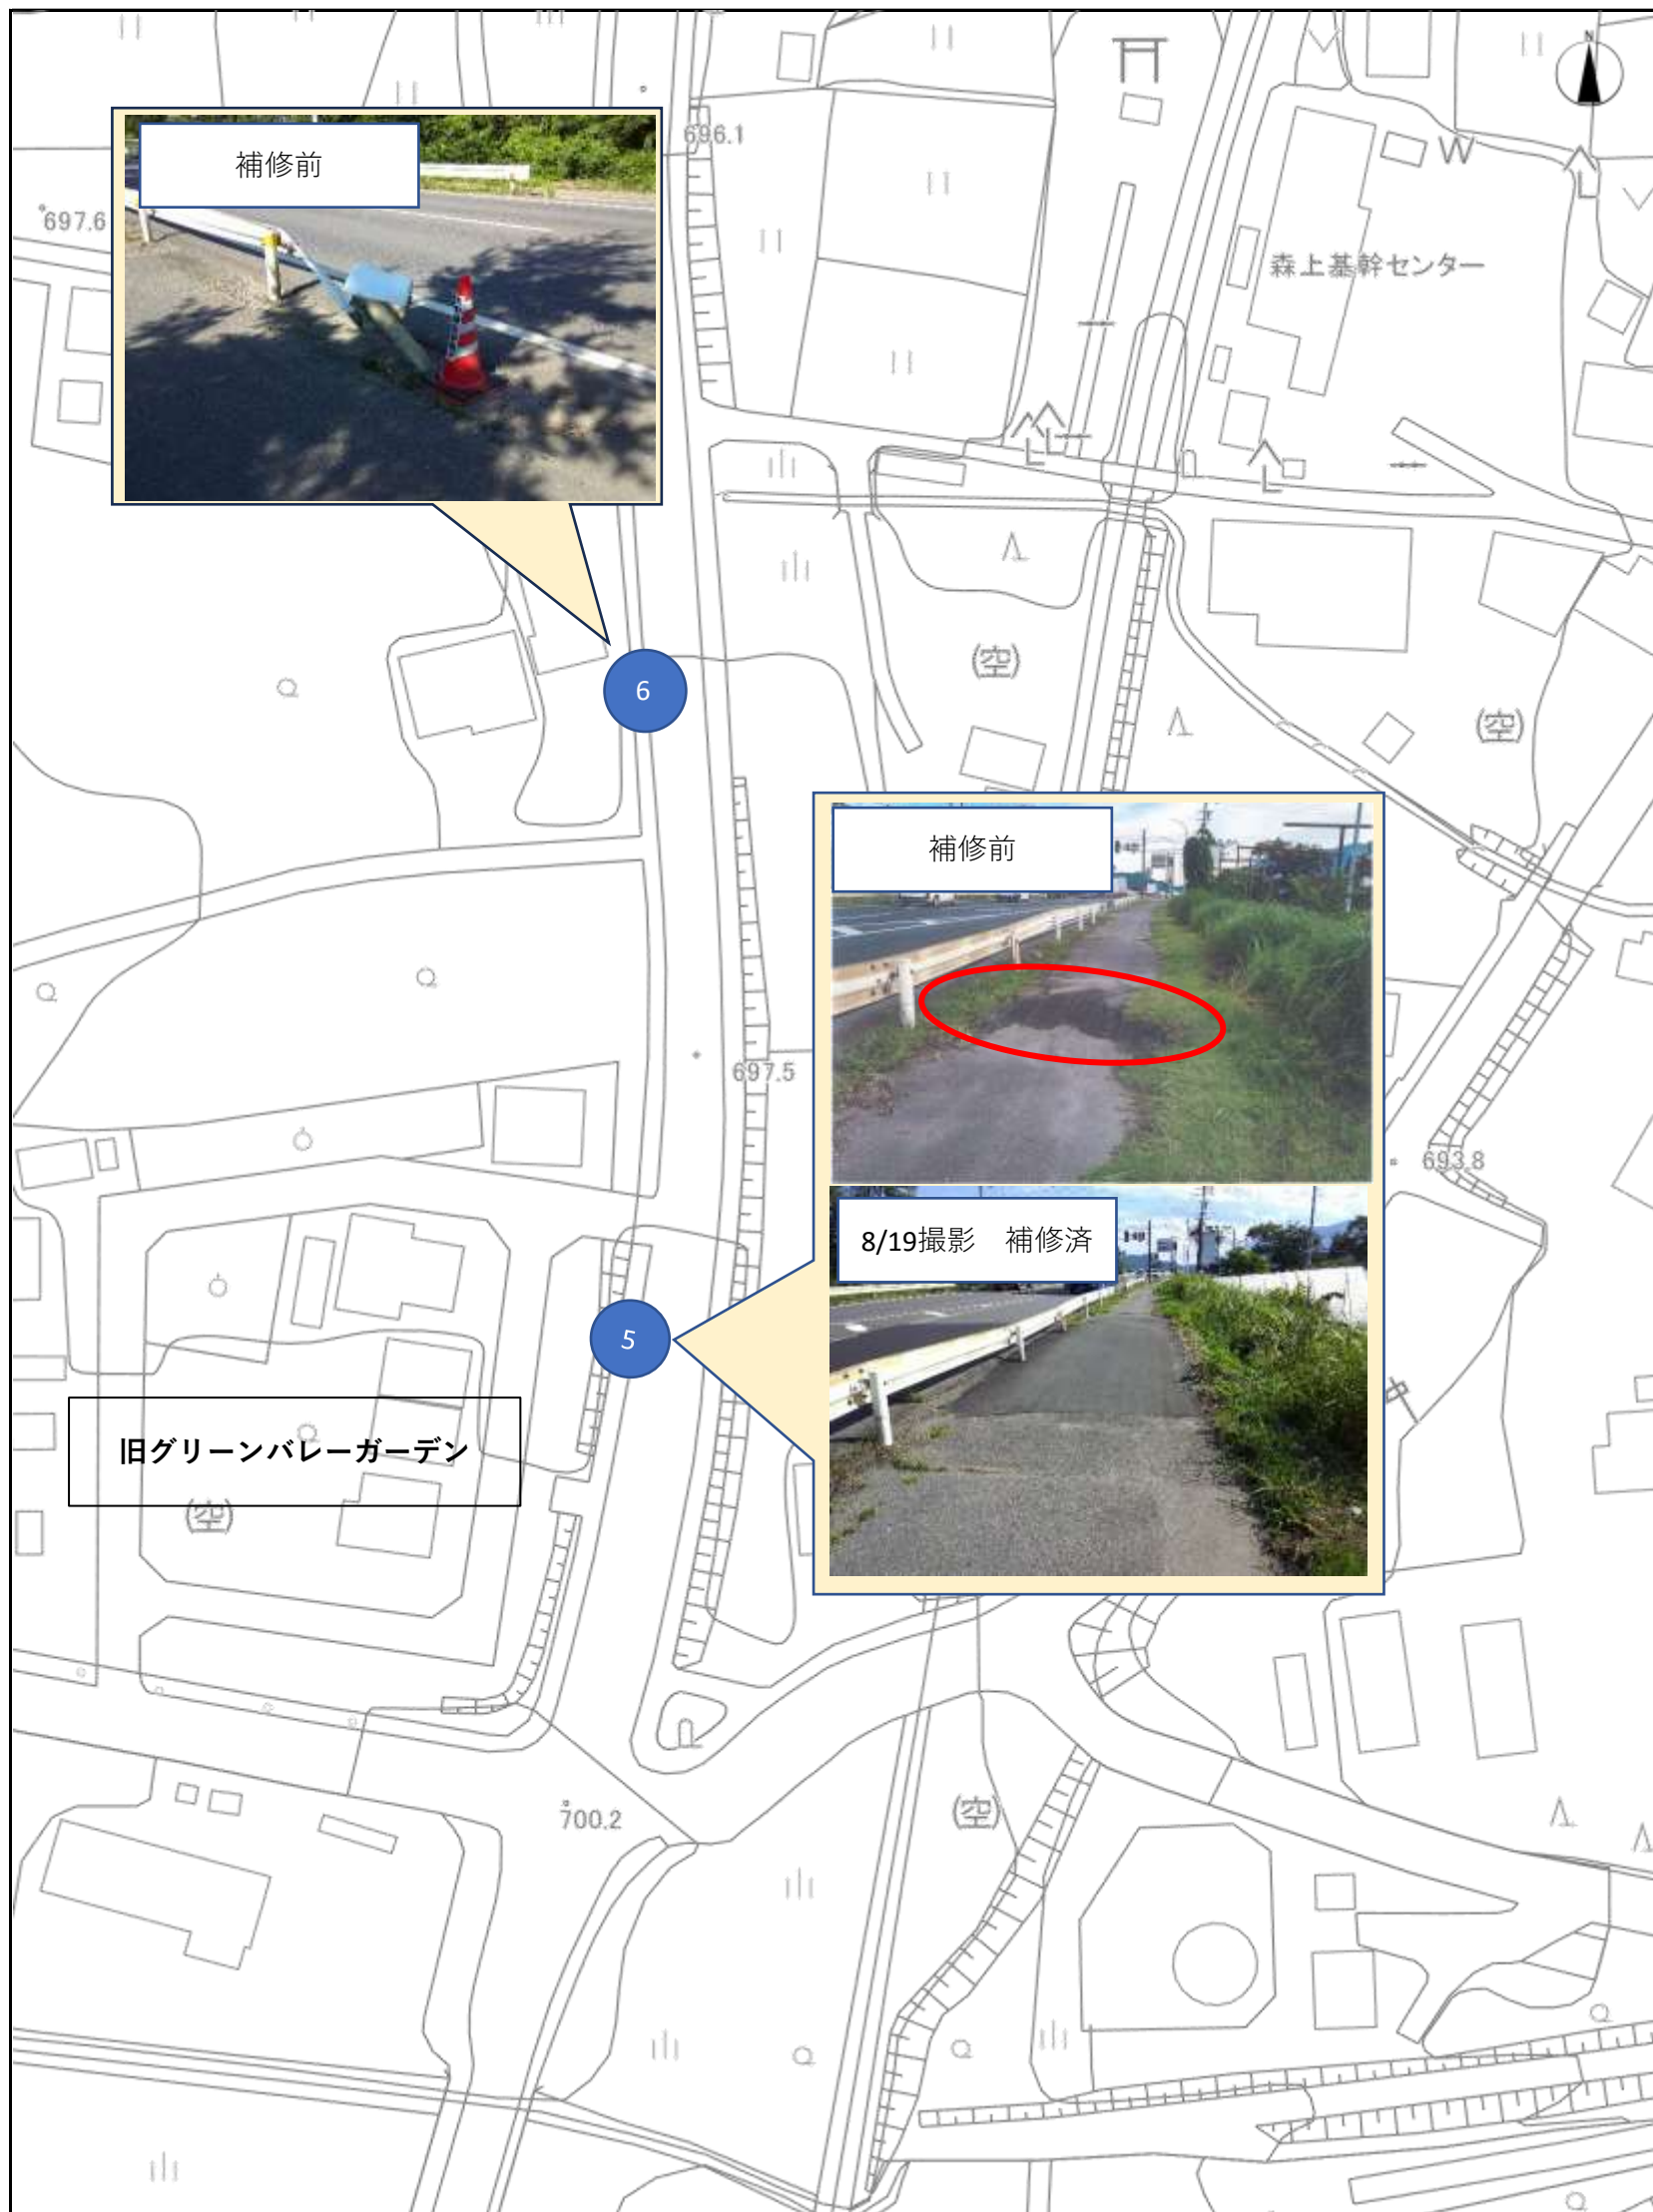 N
696.1
補修前
697.6
森上基幹センター
W
(空)
6
(空)
補修前
697.5
693.8
8/19撮影　補修済
5
旧グリーンバレーガーデン
(空)
700.2
(空)